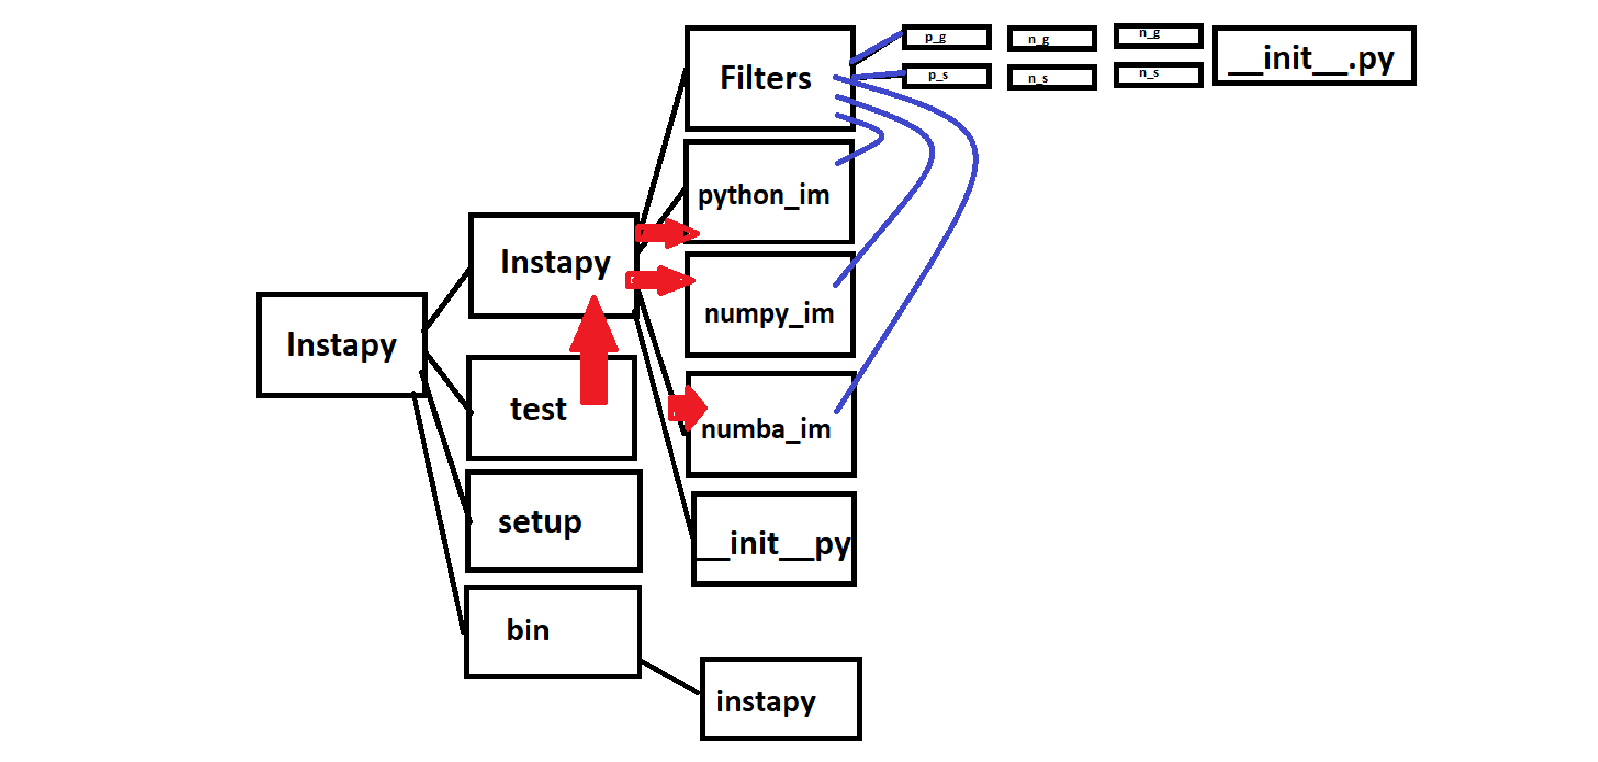 Filters
p_g
n_g
n_g
__init__.py
p_s
n_s
n_s
python_im
Instapy
numpy_im
Instapy
test
numba_im
setup
__init__py
bin
instapy